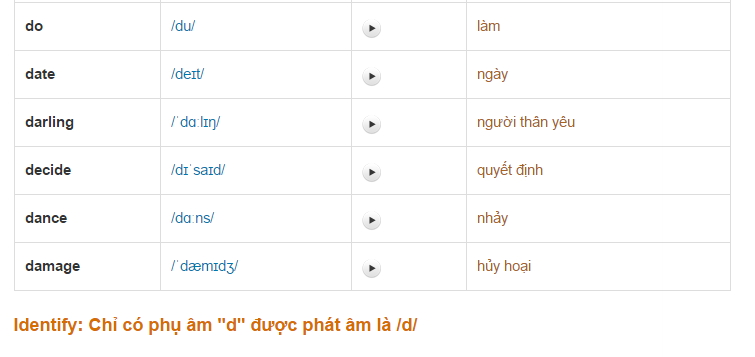 do /du/ làm
date /deɪt/ ngày
darling /ˈdɑːlɪŋ/ người thân yêu
decide /dɪˈsaɪd/ quyết định
dance /dɑːns/ nhảy
damage /ˈdæmɪdʒ/ hủy hoại
Identify: Chỉ có phụ âm "d" được phát âm là /d/